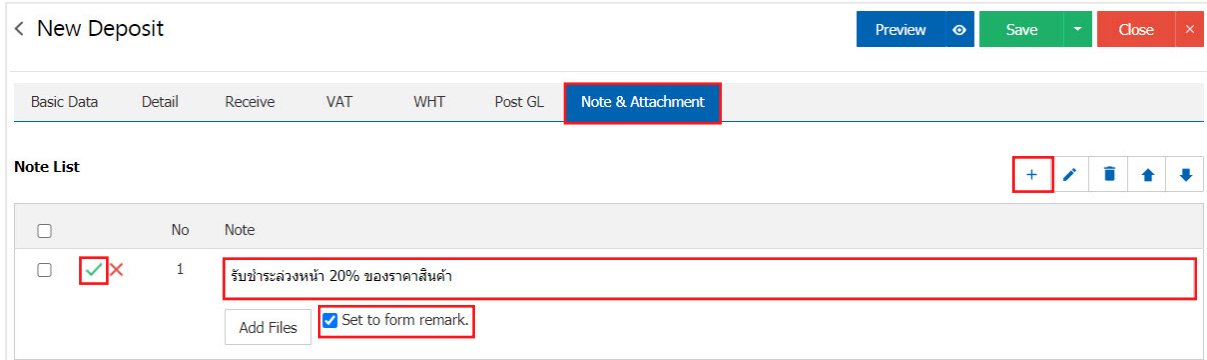 New Deposit
Preview Save Close
Basic Data Detail Receive VAT WHT Post GL Note & Attachment
Note List
No Note
1 รับชำระล่วงหน้า 20% ของราคาสินค้า
Add Files Set to form remark.